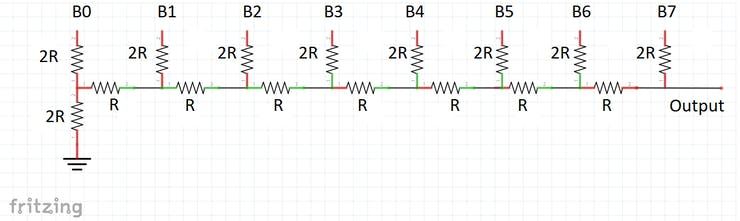 B0 B1 B2 B3 B4 B5 B6 B7
2R 2R 2R 2R 2R 2R 2R 2R
R R R R R R R Output
2R
fritzing